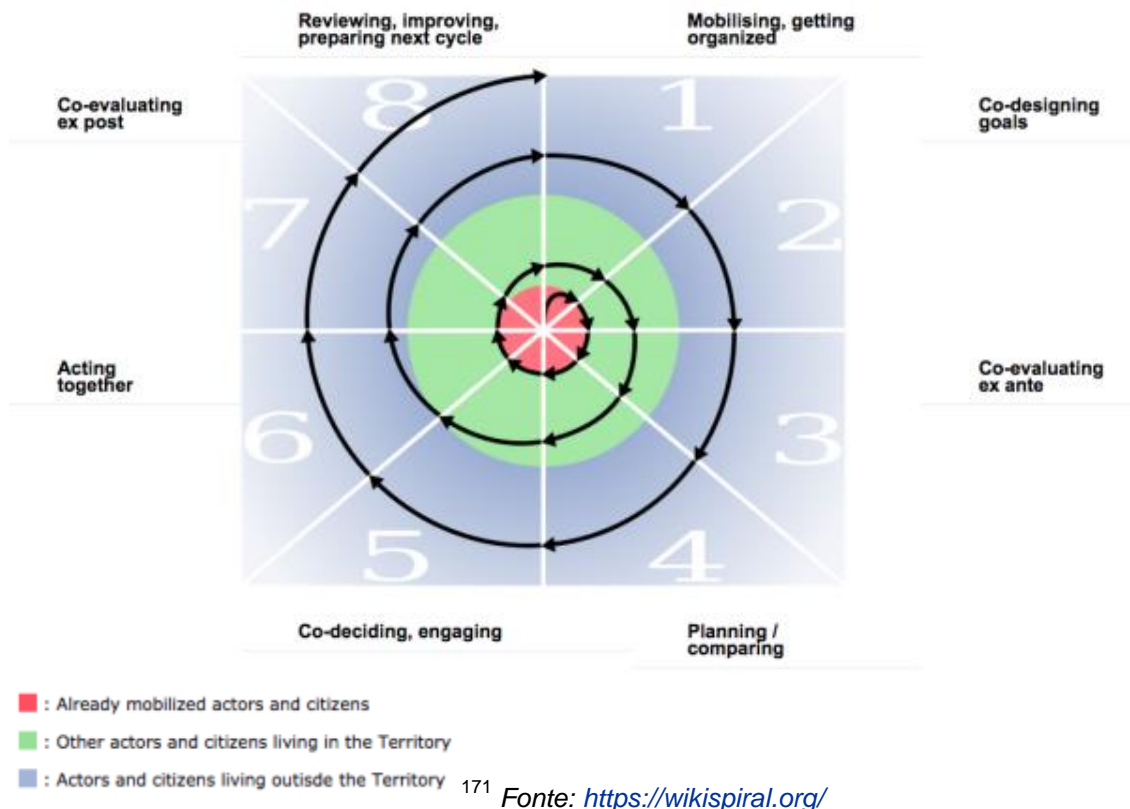 Reviewing, improving,
preparing next cycle
Mobilising, getting
organized
Co-evaluating
ex post
8
1
Co-designing
goals
7
2
Acting
together
Co-evaluating
ex ante
6
3
5
4
Co-deciding, engaging
Planning /
comparing
: Already mobilized actors and citizens
: Other actors and citizens living in the Territory
: Actors and citizens living outisde the Territory
171 Fonte: https://wikispiral.org/